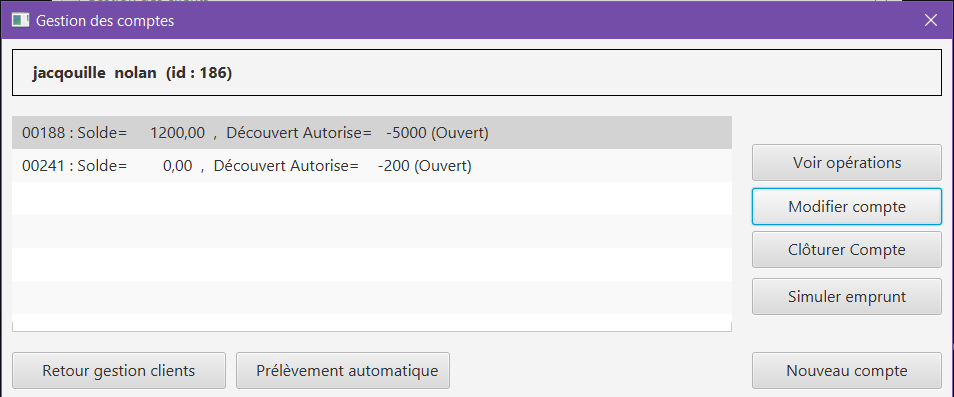 Gestion des comptes
jacqouille nolan (id : 186)
00188 : Solde= 1200,00 , Découvert Autorise= -5000 (Ouvert)
00241 : Solde= 0,00 , Découvert Autorise= -200 (Ouvert)
Voir opérations
Modifier compte
Clôturer Compte
Simuler emprunt
Retour gestion clients
Prélèvement automatique
Nouveau compte